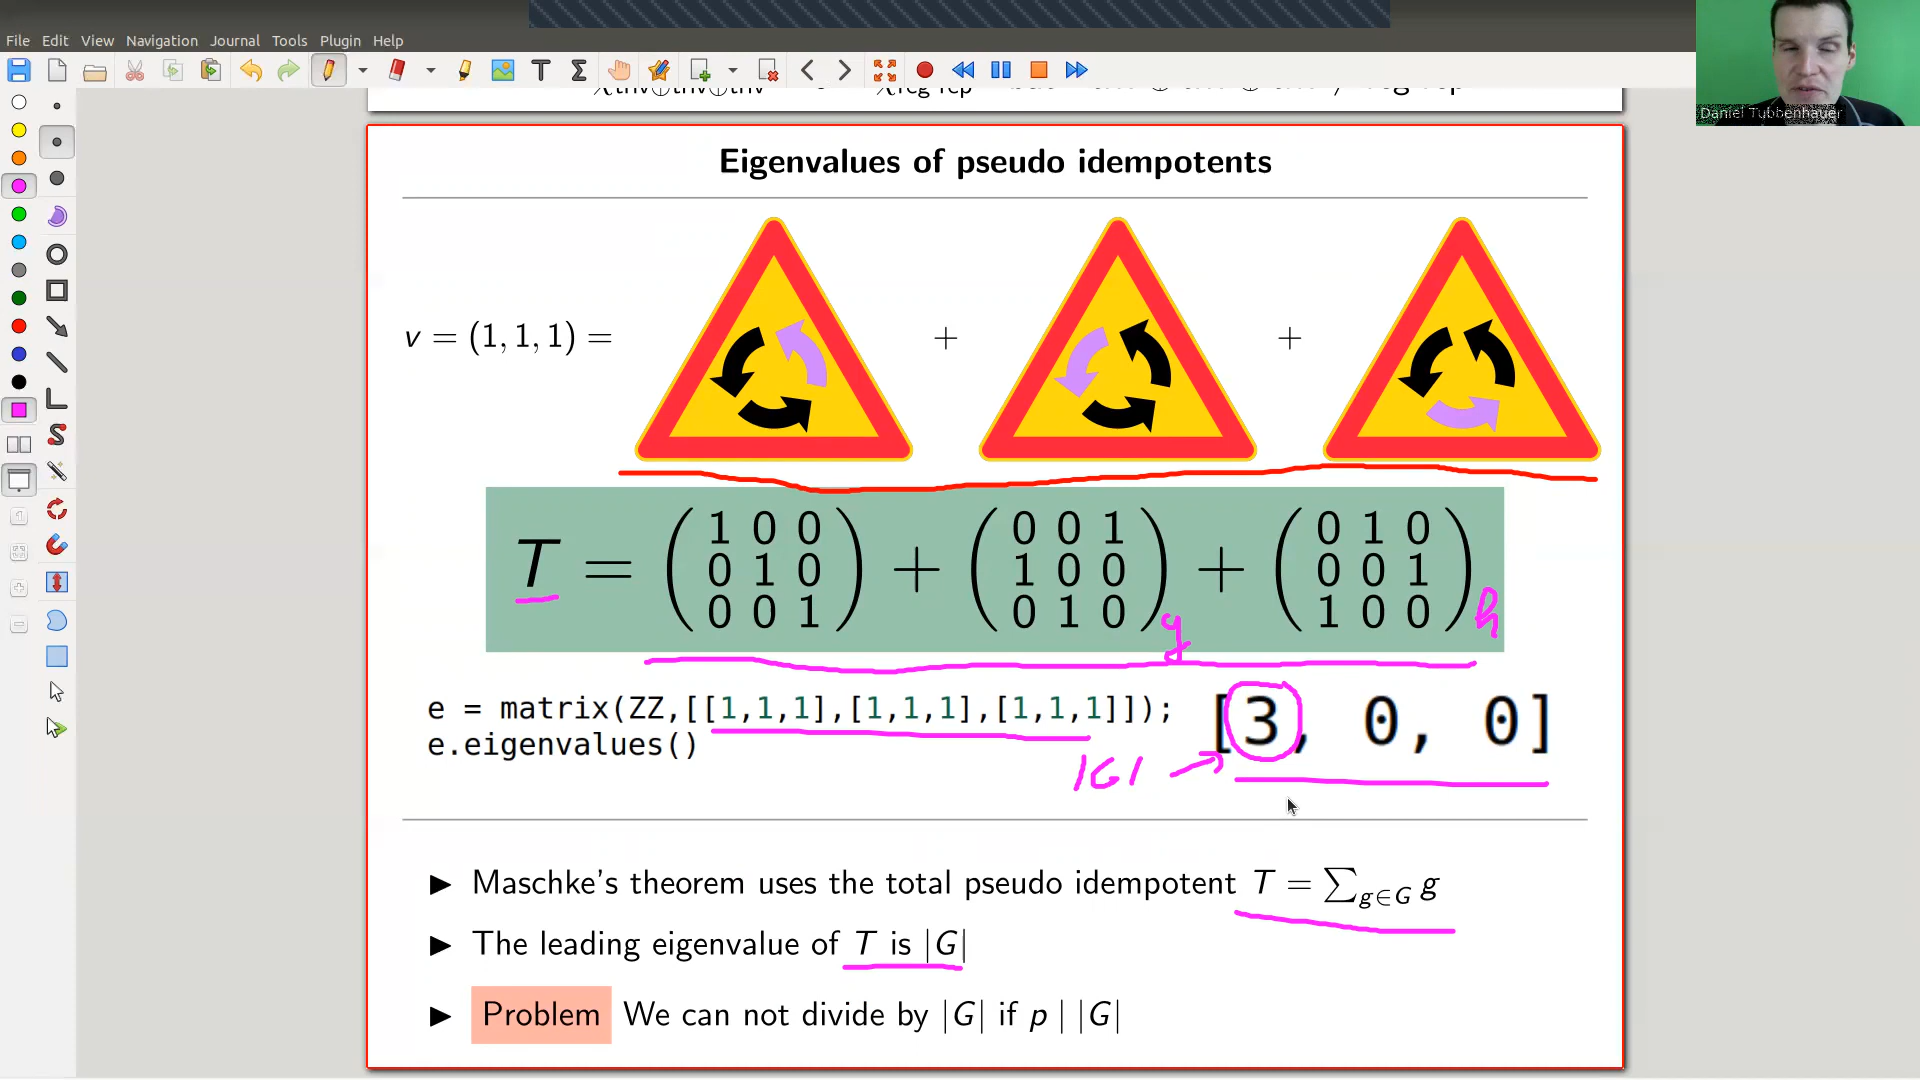 File Edit View Navigation Journal Tools Plugin Help
Daniel Tubbenhauer
Eigenvalues of pseudo idempotents
v = (1, 1, 1) = + +
T = ( 1 0 0 ) + ( 0 0 1 ) + ( 0 1 0 )
0 1 0 1 0 0 0 0 1
0 0 1 0 1 0 1 0 0
g h
e = matrix(ZZ,[[1,1,1],[1,1,1],[1,1,1]]); [3, 0, 0]
e.eigenvalues()
|G| →
► Maschke's theorem uses the total pseudo idempotent T = ∑g∈G g
► The leading eigenvalue of T is |G|
► Problem We can not divide by |G| if p | |G|